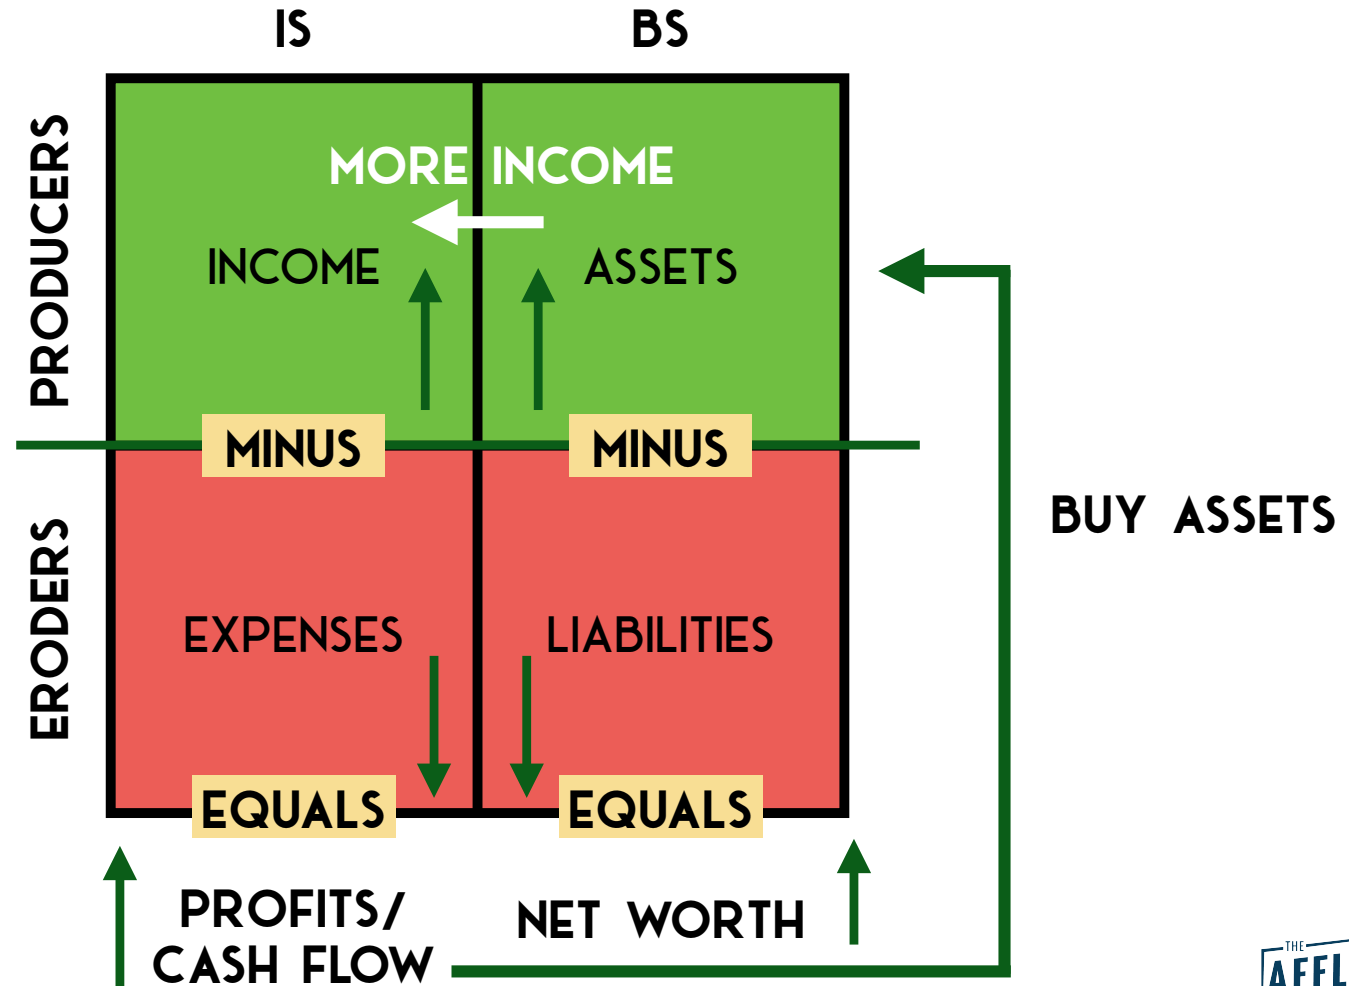 IS BS
PRODUCERS
MORE INCOME
INCOME ASSETS
MINUS MINUS
BUY ASSETS
ERODERS
EXPENSES LIABILITIES
EQUALS EQUALS
PROFITS/
CASH FLOW
NET WORTH
THE